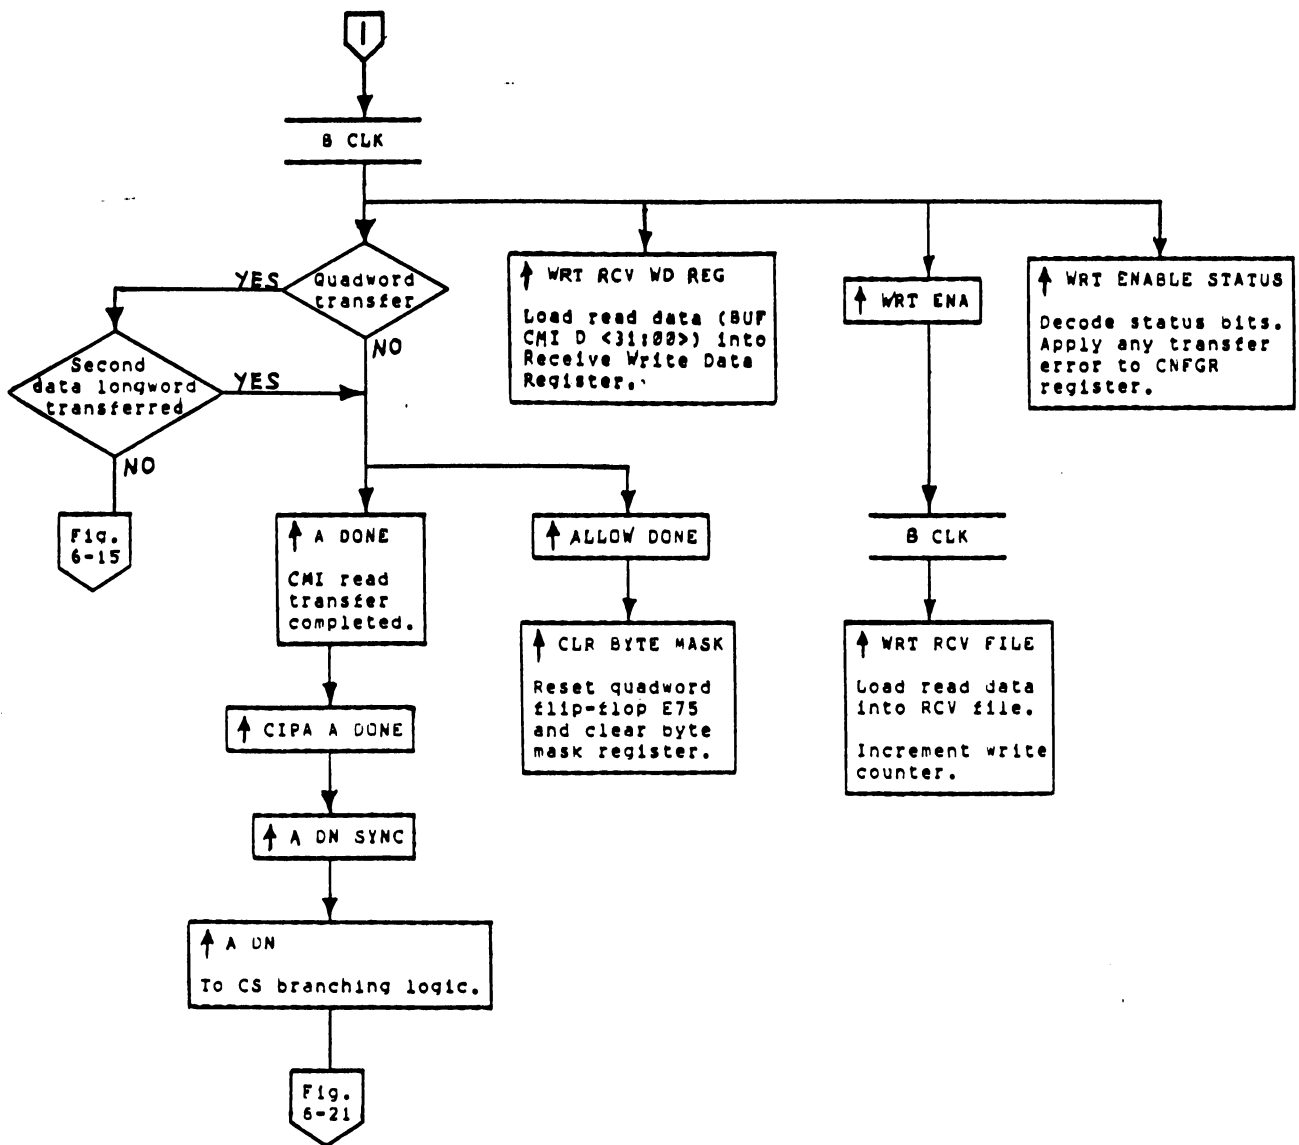 1
B CLK
Quadword
transfer
YES
NO
Second
data longword
transferred
YES
NO
Fig.
6-15
WRT RCV WD REG
Load read data (BUF
CMI D <31:00>) into
Receive Write Data
Register.
WRT ENA
WRT ENABLE STATUS
Decode status bits.
Apply any transfer
error to CNFGR
register.
A DONE
CMI read
transfer
completed.
ALLOW DONE
B CLK
CLR BYTE MASK
Reset quadword
flip-flop E75
and clear byte
mask register.
WRT RCV FILE
Load read data
into RCV file.
Increment write
counter.
CIPA A DONE
A DN SYNC
A DN
To CS branching logic.
Fig.
6-21